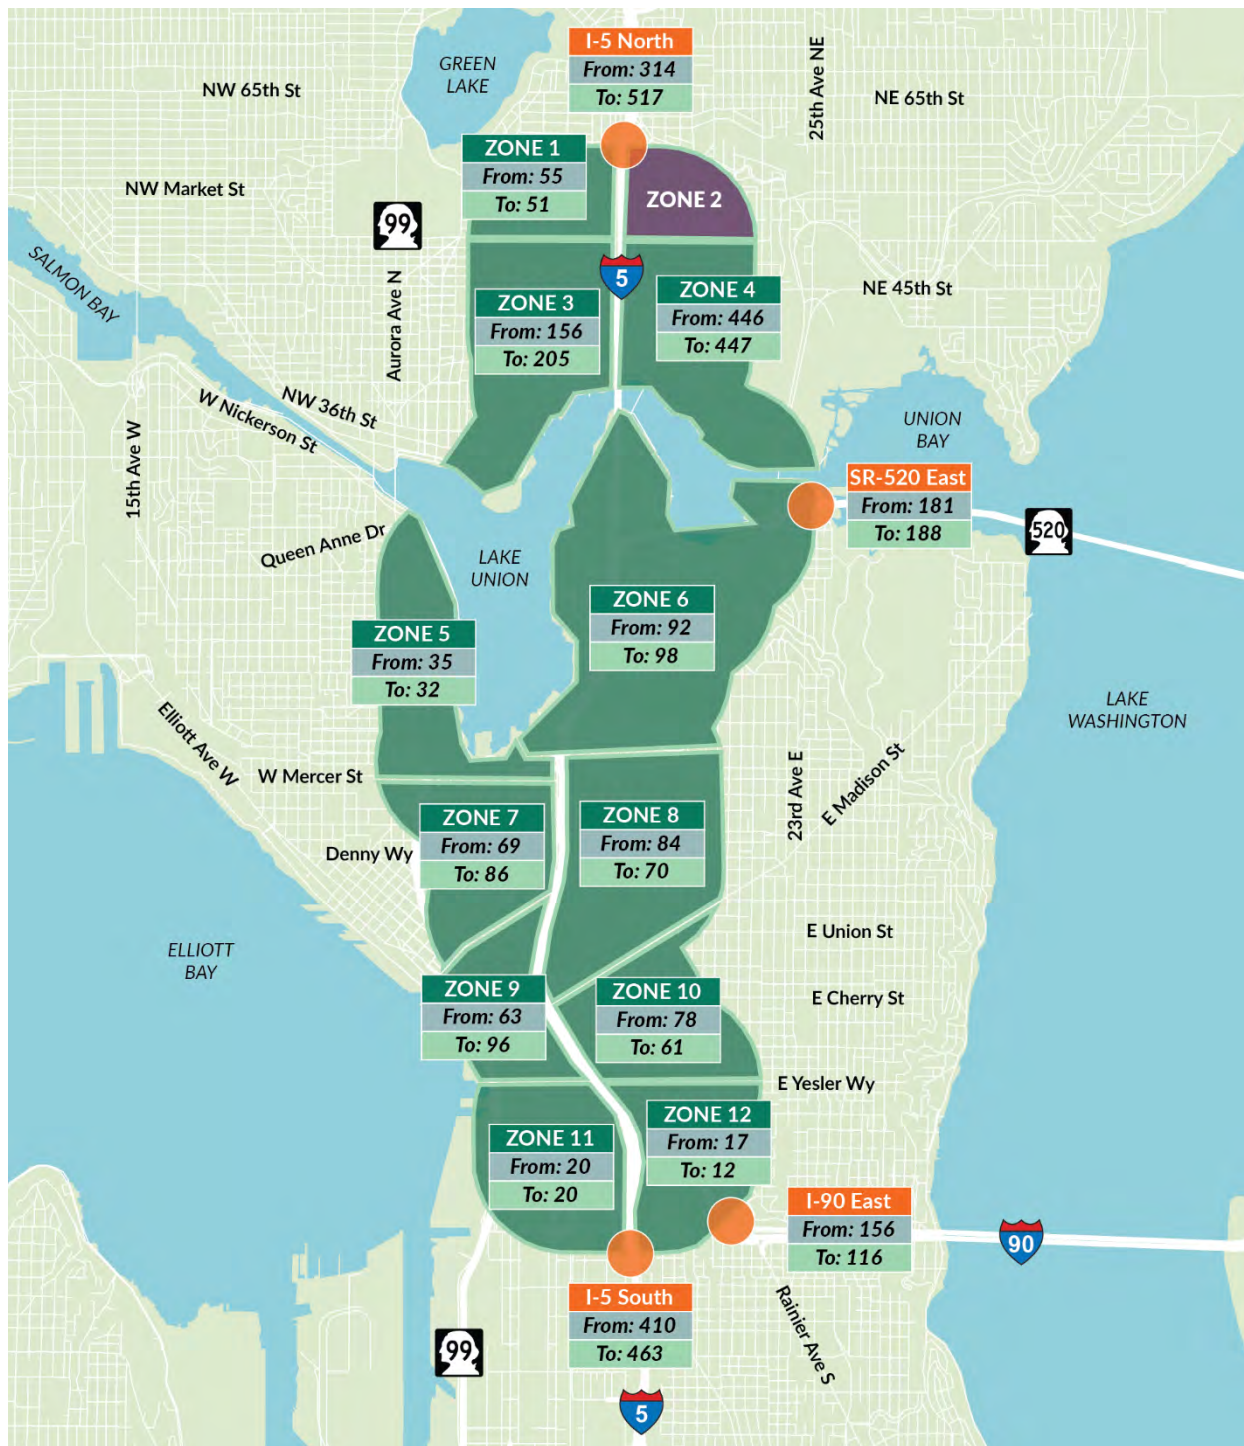 I-5 North
From: 314
To: 517
GREEN
LAKE
25th Ave NE
NW 65th St
NE 65th St
ZONE 1
From: 55
To: 51
NW Market St
ZONE 2
99
SALMON BAY
Aurora Ave N
5
ZONE 3
From: 156
To: 205
ZONE 4
From: 446
To: 447
NE 45th St
NW 36th St
W Nickerson St
15th Ave W
UNION
BAY
SR-520 East
From: 181
To: 188
520
Queen Anne Dr
LAKE
UNION
ZONE 5
From: 35
To: 32
ZONE 6
From: 92
To: 98
LAKE
WASHINGTON
Elliott Ave W
W Mercer St
23rd Ave E
E Madison St
ZONE 7
From: 69
To: 86
ZONE 8
From: 84
To: 70
Denny Wy
ELLIOTT
BAY
E Union St
ZONE 9
From: 63
To: 96
ZONE 10
From: 78
To: 61
E Cherry St
E Yesler Wy
ZONE 11
From: 20
To: 20
ZONE 12
From: 17
To: 12
I-90 East
From: 156
To: 116
90
I-5 South
From: 410
To: 463
Rainier Ave S
99
5